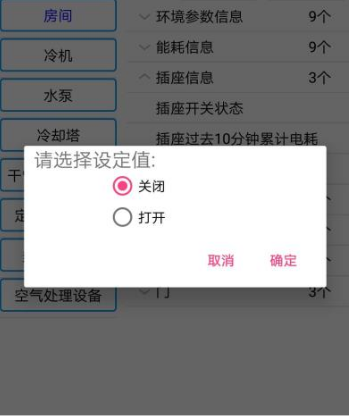 房间
环境参数信息 9个
冷机
能耗信息 9个
插座信息 3个
水泵
插座开关状态
冷却塔
插座过去10分钟累计电耗
请选择设定值:
关闭
打开
取消 确定
空气处理设备
门 3个